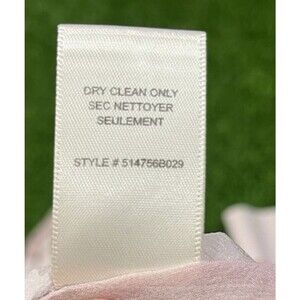 DRY CLEAN ONLY
SEC NETTOYER
SEULEMENT
STYLE # 514756B029